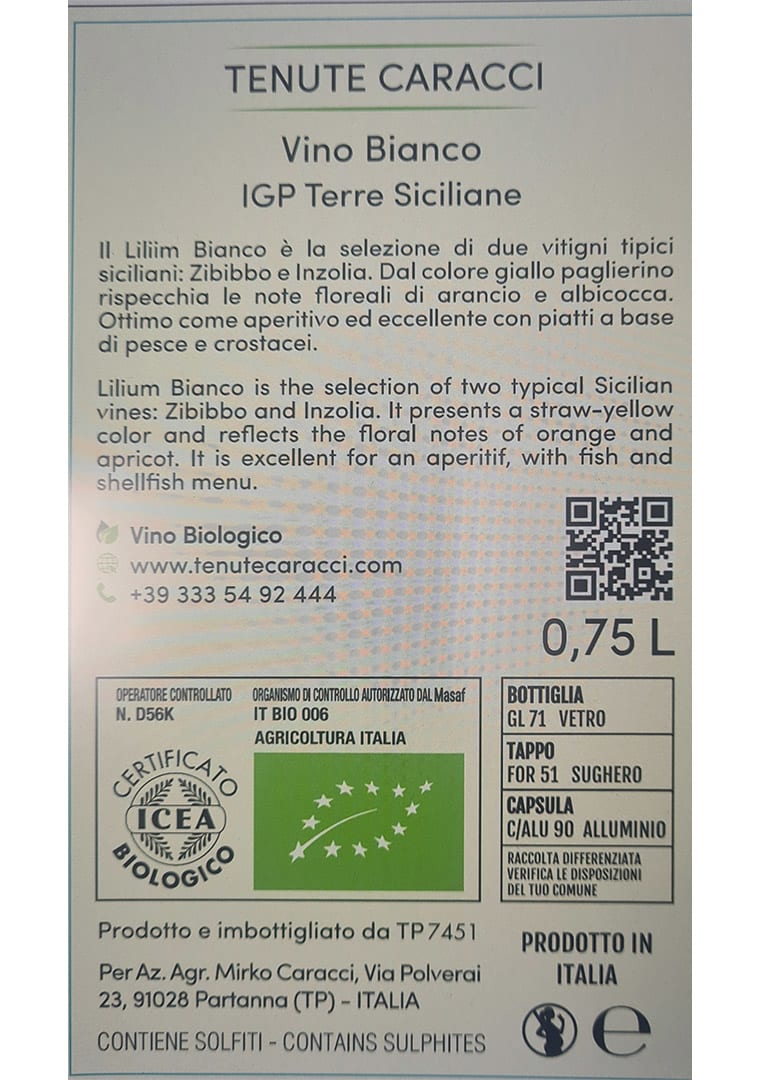 TENUTE CARACCI
Vino Bianco
IGP Terre Siciliane
Il Liliim Bianco è la selezione di due vitigni tipici
siciliani: Zibibbo e Inzolia. Dal colore giallo paglierino
rispecchia le note floreali di arancio e albicocca.
Ottimo come aperitivo ed eccellente con piatti a base
di pesce e crostacei.
Lilium Bianco is the selection of two typical Sicilian
vines: Zibibbo and Inzolia. It presents a straw-yellow
color and reflects the floral notes of orange and
apricot. It is excellent for an aperitif, with fish and
shellfish menu.
Vino Biologico
www.tenutecaracci.com
+39 333 54 92 444
0,75 L
OPERATORE CONTROLLATO
N. D56K
CERTIFICATO
ICEA
BIOLOGICO
ORGANISMO DI CONTROLLO AUTORIZZATO DAL Masaf
IT BIO 006
AGRICOLTURA ITALIA
BOTTIGLIA
GL 71 VETRO
TAPPO
FOR 51 SUGHERO
CAPSULA
C/ALU 90 ALLUMINIO
RACCOLTA DIFFERENZIATA
VERIFICA LE DISPOSIZIONI
DEL TUO COMUNE
Prodotto e imbottigliato da TP7451
Per Az. Agr. Mirko Caracci, Via Polverai
23, 91028 Partanna (TP) - ITALIA
CONTIENE SOLFITI - CONTAINS SULPHITES
PRODOTTO IN
ITALIA
e